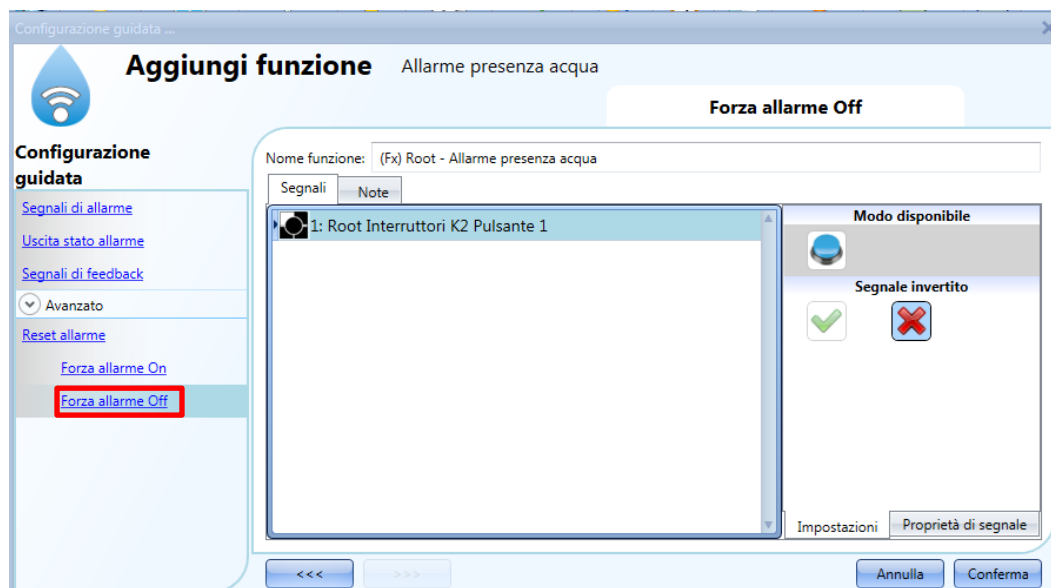 Configurazione guidata ...
Aggiungi funzione Allarme presenza acqua
Forza allarme Off
Configurazione
guidata
Segnali di allarme
Uscita stato allarme
Segnali di feedback
Avanzato
Reset allarme
Forza allarme On
Forza allarme Off
Nome funzione: (Fx) Root - Allarme presenza acqua
Segnali Note
1: Root Interruttori K2 Pulsante 1
Modo disponibile
Segnale invertito
Impostazioni Proprietà di segnale
<<< >>> Annulla Conferma